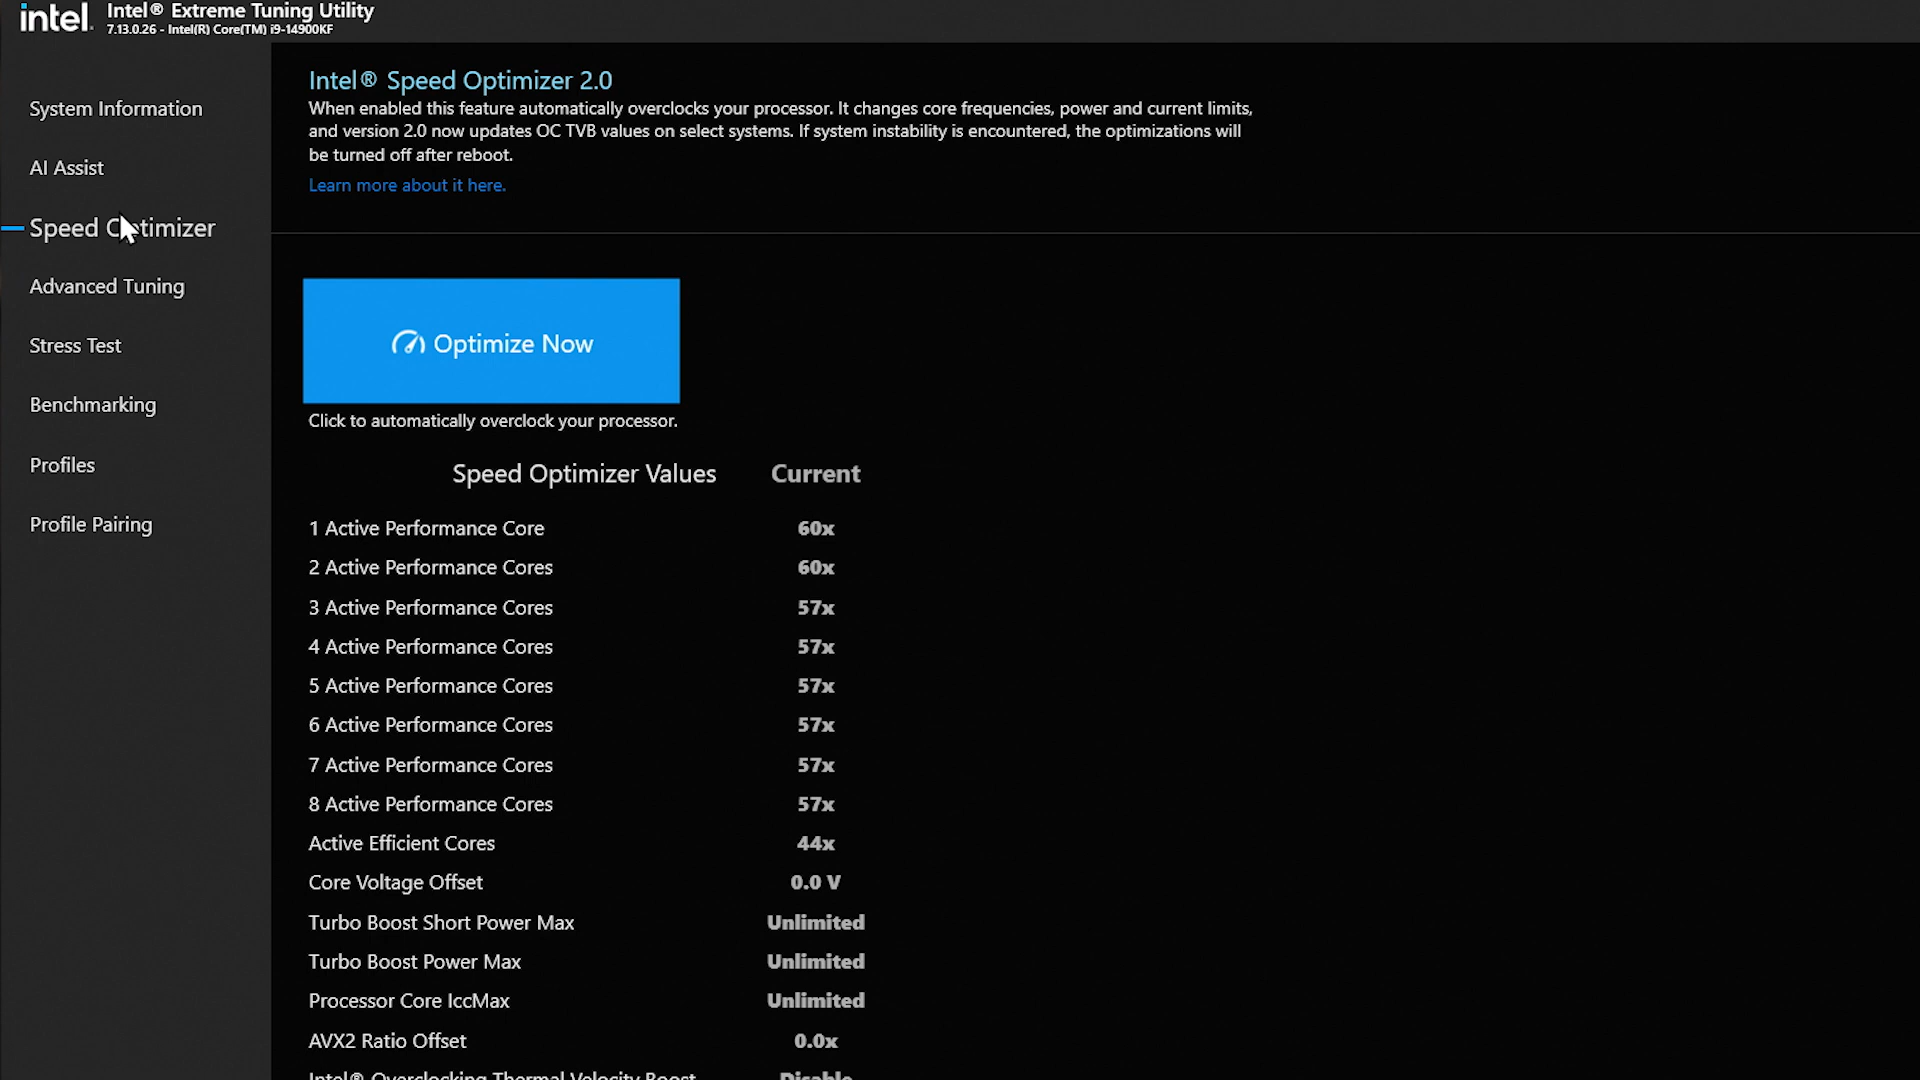 intel.
Intel® Extreme Tuning Utility
7.13.0.26 - Intel(R) Core(TM) i9-14900KF
System Information
AI Assist
Speed Optimizer
Advanced Tuning
Stress Test
Benchmarking
Profiles
Profile Pairing
Intel® Speed Optimizer 2.0
When enabled this feature automatically overclocks your processor. It changes core frequencies, power and current limits,
and version 2.0 now updates OC TVB values on select systems. If system instability is encountered, the optimizations will
be turned off after reboot.
Learn more about it here.
Optimize Now
Click to automatically overclock your processor.
Speed Optimizer Values Current
1 Active Performance Core 60x
2 Active Performance Cores 60x
3 Active Performance Cores 57x
4 Active Performance Cores 57x
5 Active Performance Cores 57x
6 Active Performance Cores 57x
7 Active Performance Cores 57x
8 Active Performance Cores 57x
Active Efficient Cores 44x
Core Voltage Offset 0.0 V
Turbo Boost Short Power Max Unlimited
Turbo Boost Power Max Unlimited
Processor Core IccMax Unlimited
AVX2 Ratio Offset 0.0x
Intel® Overclocking Thermal Velocity Boost Disable